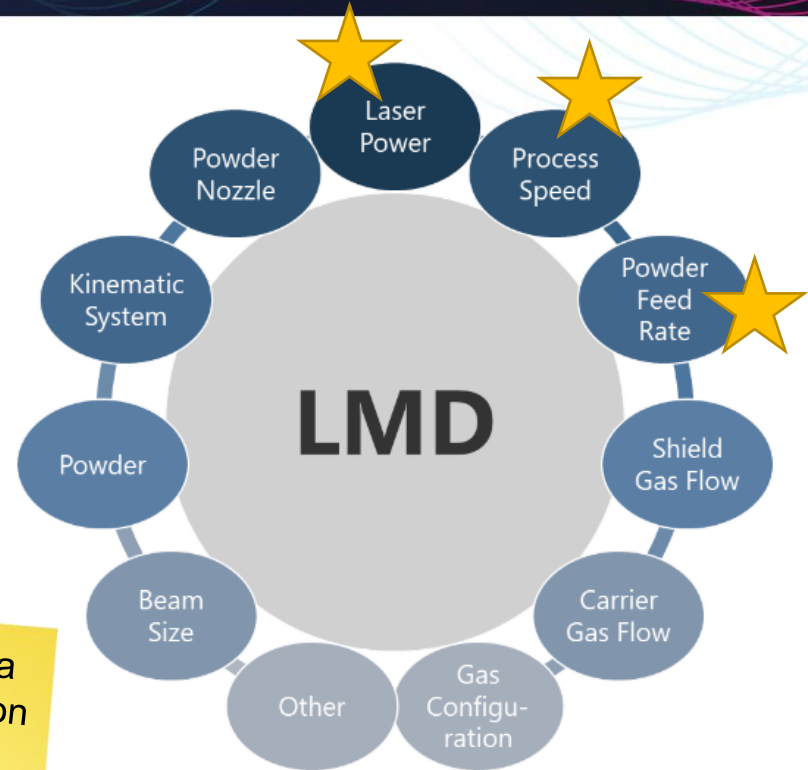 Laser
Power
Process
Speed
Powder
Feed
Rate
Shield
Gas Flow
Carrier
Gas Flow
Gas
Configu-
ration
Other
Beam
Size
Powder
Kinematic
System
Powder
Nozzle
LMD
a
on